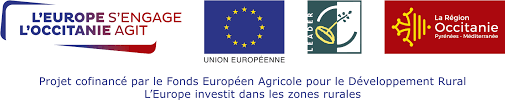 L'EUROPE S'ENGAGE
L'OCCITANIE AGIT
UNION EUROPÉENNE
LEADER
La Région
Occitanie
Pyrénées - Méditerranée
Projet cofinancé par le Fonds Européen Agricole pour le Développement Rural
L'Europe investit dans les zones rurales